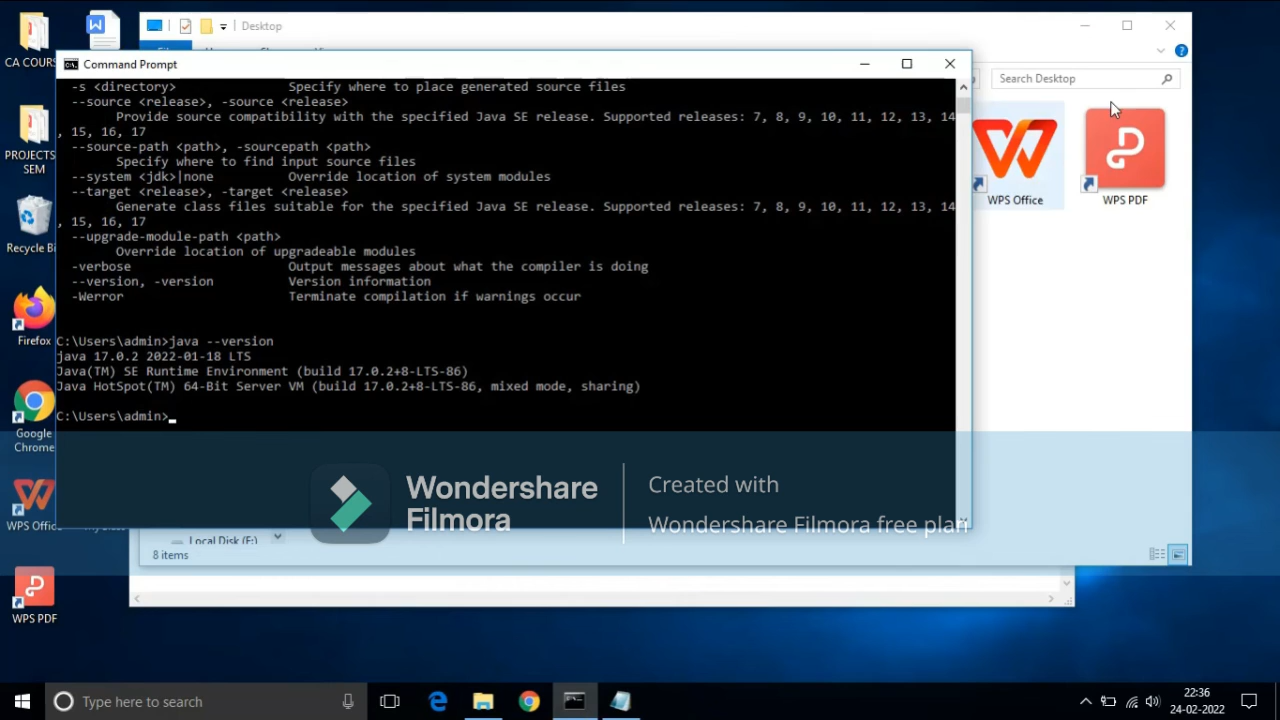 Desktop
Command Prompt
-s <directory> Specify where to place generated source files
--source <release>, -source <release>
Provide source compatibility with the specified Java SE release. Supported releases: 7, 8, 9, 10, 11, 12, 13, 14
, 15, 16, 17
--source-path <path>, -sourcepath <path>
Specify where to find input source files
--system <jdk>|none Override location of system modules
--target <release>, -target <release>
Generate class files suitable for the specified Java SE release. Supported releases: 7, 8, 9, 10, 11, 12, 13, 14
, 15, 16, 17
--upgrade-module-path <path>
Override location of upgradeable modules
-verbose Output messages about what the compiler is doing
--version, -version Version information
-Werror Terminate compilation if warnings occur
C:\Users\admin>java --version
java 17.0.2 2022-01-18 LTS
Java(TM) SE Runtime Environment (build 17.0.2+8-LTS-86)
Java HotSpot(TM) 64-Bit Server VM (build 17.0.2+8-LTS-86, mixed mode, sharing)
C:\Users\admin>
Search Desktop
WPS Office
WPS PDF
CA COURS
PROJECTS
SEM
Recycle Bi
Firefox
Google
Chrome
WPS Offic
WPS PDF
Wondershare
Filmora
Created with
Wondershare Filmora free plan
Local Disk (F:)
8 items
Type here to search
22:36
24-02-2022